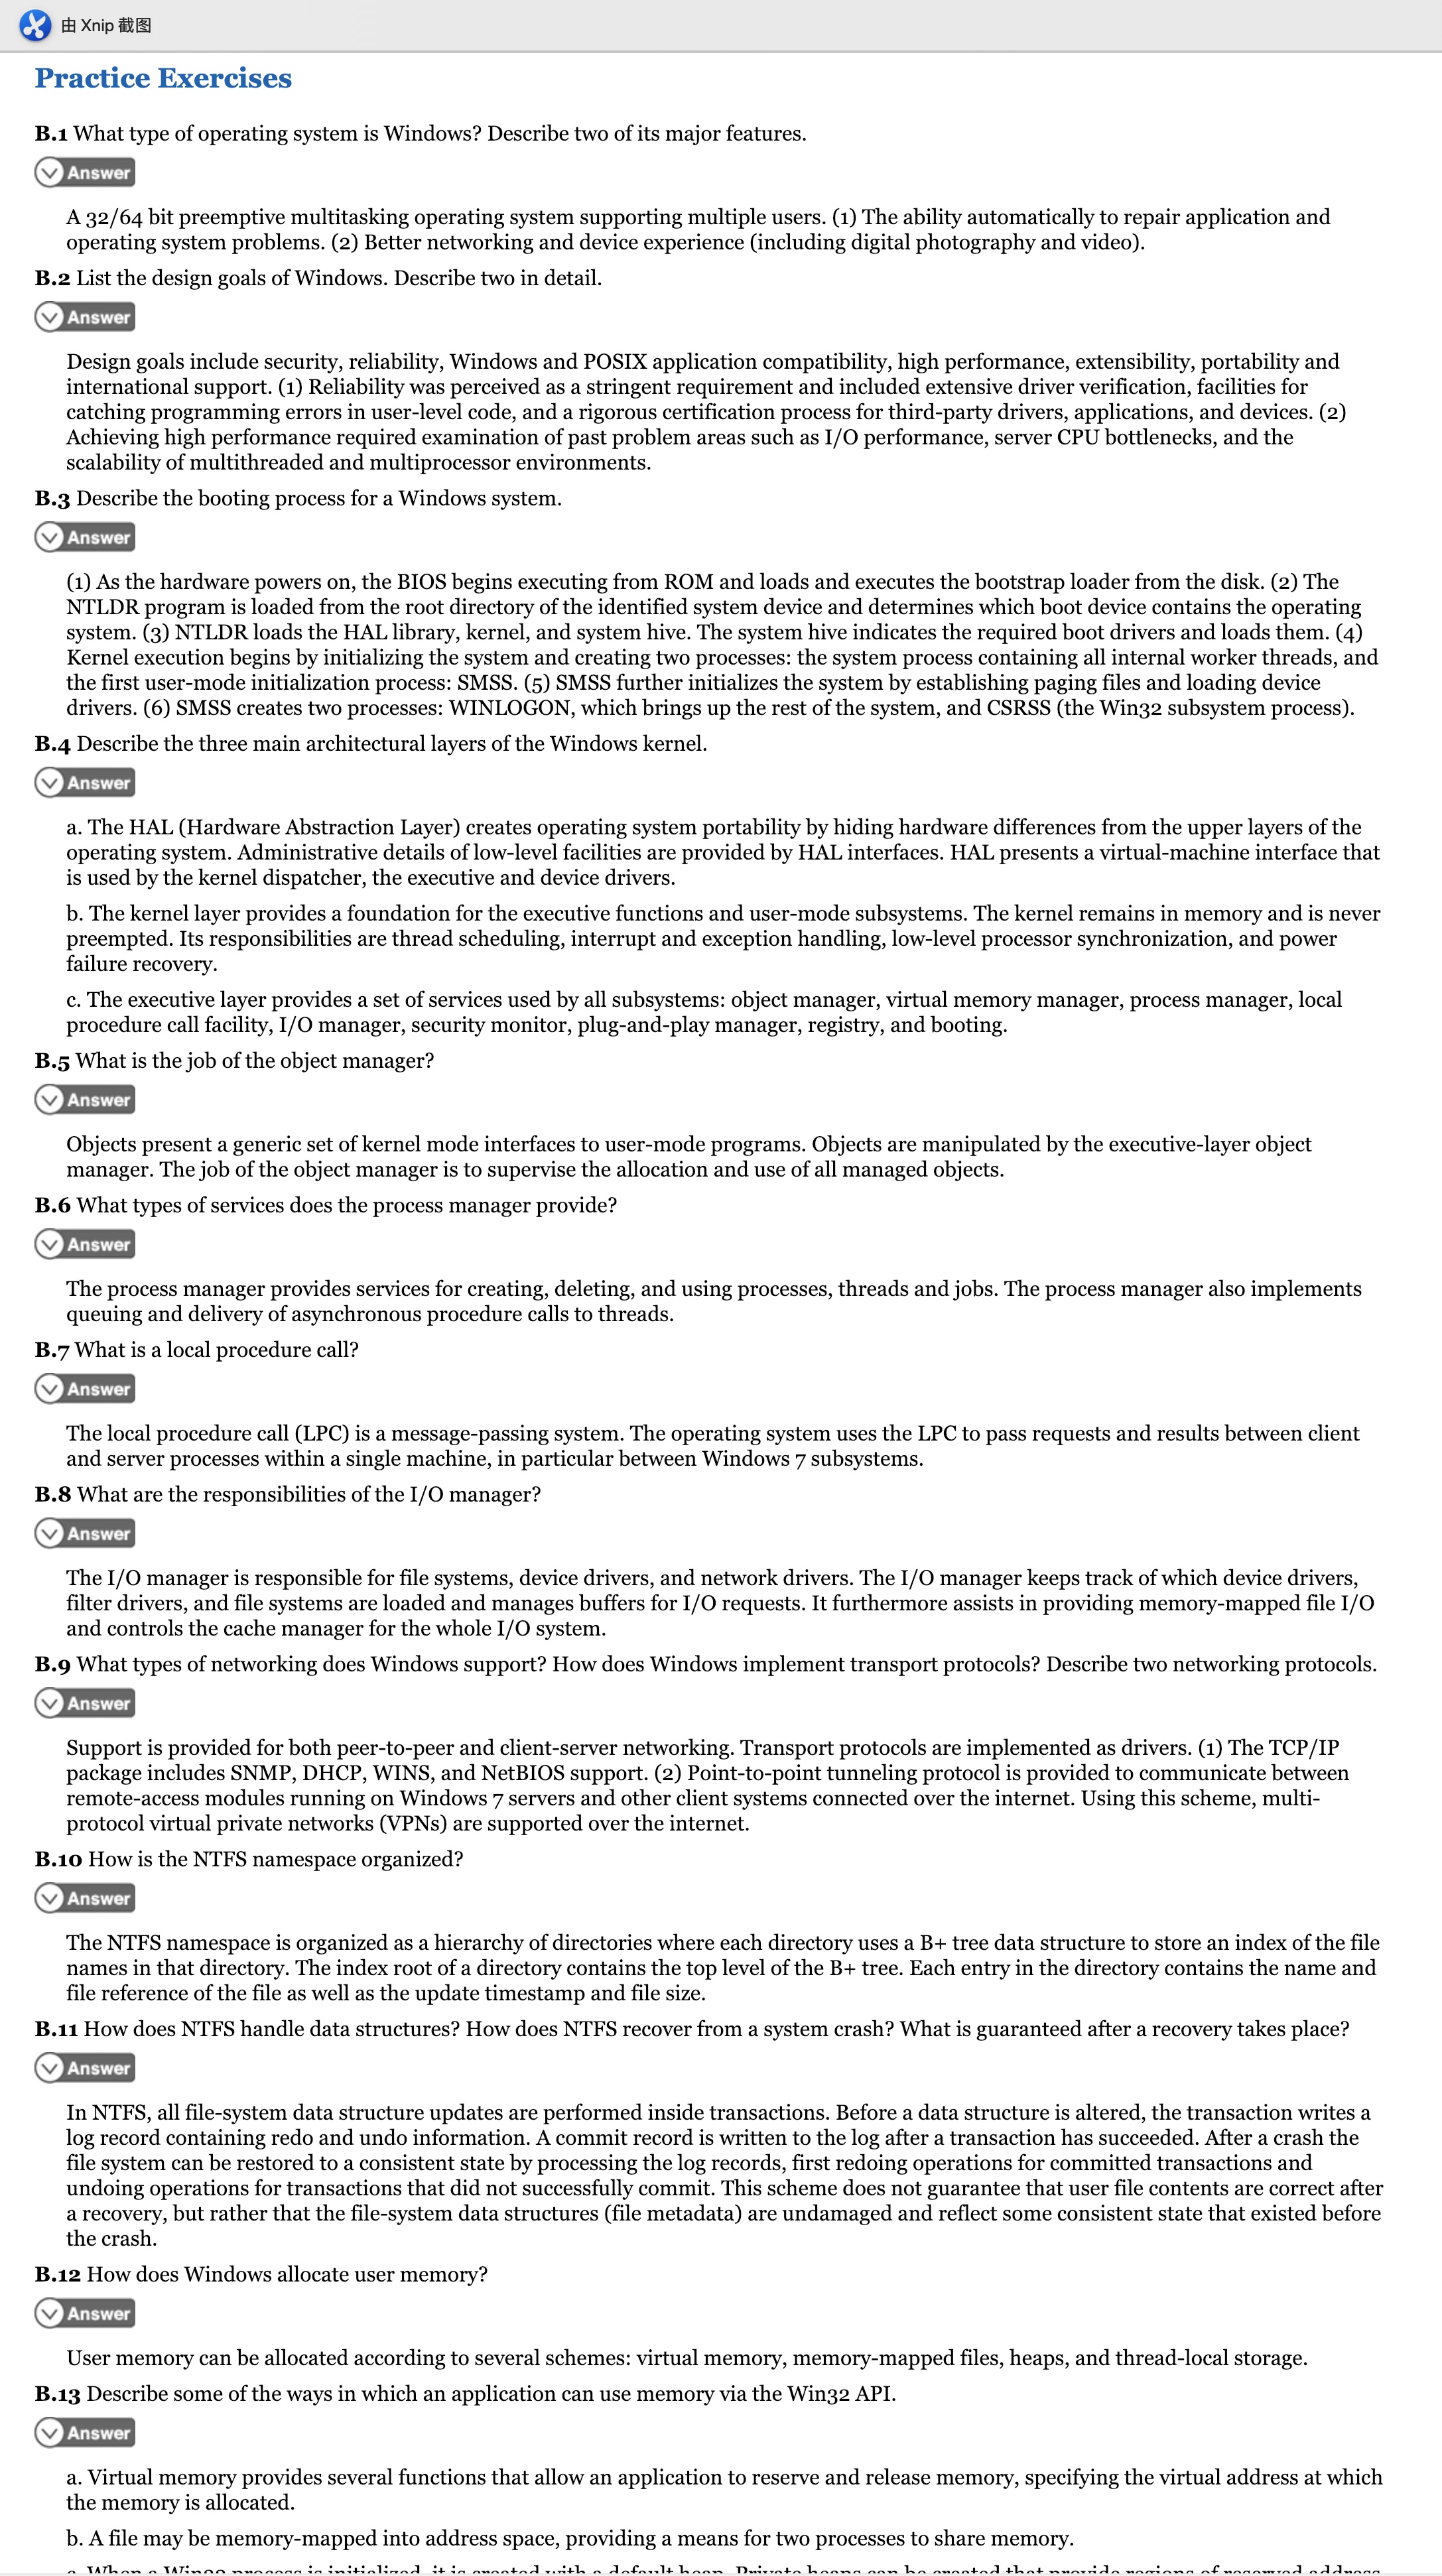 由 Xnip 截图
Practice Exercises
B.1 What type of operating system is Windows? Describe two of its major features.
Answer
A 32/64 bit preemptive multitasking operating system supporting multiple users. (1) The ability automatically to repair application and
operating system problems. (2) Better networking and device experience (including digital photography and video).
B.2 List the design goals of Windows. Describe two in detail.
Answer
Design goals include security, reliability, Windows and POSIX application compatibility, high performance, extensibility, portability and
international support. (1) Reliability was perceived as a stringent requirement and included extensive driver verification, facilities for
catching programming errors in user-level code, and a rigorous certification process for third-party drivers, applications, and devices. (2)
Achieving high performance required examination of past problem areas such as I/O performance, server CPU bottlenecks, and the
scalability of multithreaded and multiprocessor environments.
B.3 Describe the booting process for a Windows system.
Answer
(1) As the hardware powers on, the BIOS begins executing from ROM and loads and executes the bootstrap loader from the disk. (2) The
NTLDR program is loaded from the root directory of the identified system device and determines which boot device contains the operating
system. (3) NTLDR loads the HAL library, kernel, and system hive. The system hive indicates the required boot drivers and loads them. (4)
Kernel execution begins by initializing the system and creating two processes: the system process containing all internal worker threads, and
the first user-mode initialization process: SMSS. (5) SMSS further initializes the system by establishing paging files and loading device
drivers. (6) SMSS creates two processes: WINLOGON, which brings up the rest of the system, and CSRSS (the Win32 subsystem process).
B.4 Describe the three main architectural layers of the Windows kernel.
Answer
a. The HAL (Hardware Abstraction Layer) creates operating system portability by hiding hardware differences from the upper layers of the
operating system. Administrative details of low-level facilities are provided by HAL interfaces. HAL presents a virtual-machine interface that
is used by the kernel dispatcher, the executive and device drivers.
b. The kernel layer provides a foundation for the executive functions and user-mode subsystems. The kernel remains in memory and is never
preempted. Its responsibilities are thread scheduling, interrupt and exception handling, low-level processor synchronization, and power
failure recovery.
c. The executive layer provides a set of services used by all subsystems: object manager, virtual memory manager, process manager, local
procedure call facility, I/O manager, security monitor, plug-and-play manager, registry, and booting.
B.5 What is the job of the object manager?
Answer
Objects present a generic set of kernel mode interfaces to user-mode programs. Objects are manipulated by the executive-layer object
manager. The job of the object manager is to supervise the allocation and use of all managed objects.
B.6 What types of services does the process manager provide?
Answer
The process manager provides services for creating, deleting, and using processes, threads and jobs. The process manager also implements
queuing and delivery of asynchronous procedure calls to threads.
B.7 What is a local procedure call?
Answer
The local procedure call (LPC) is a message-passing system. The operating system uses the LPC to pass requests and results between client
and server processes within a single machine, in particular between Windows 7 subsystems.
B.8 What are the responsibilities of the I/O manager?
Answer
The I/O manager is responsible for file systems, device drivers, and network drivers. The I/O manager keeps track of which device drivers,
filter drivers, and file systems are loaded and manages buffers for I/O requests. It furthermore assists in providing memory-mapped file I/O
and controls the cache manager for the whole I/O system.
B.9 What types of networking does Windows support? How does Windows implement transport protocols? Describe two networking protocols.
Answer
Support is provided for both peer-to-peer and client-server networking. Transport protocols are implemented as drivers. (1) The TCP/IP
package includes SNMP, DHCP, WINS, and NetBIOS support. (2) Point-to-point tunneling protocol is provided to communicate between
remote-access modules running on Windows 7 servers and other client systems connected over the internet. Using this scheme, multi-
protocol virtual private networks (VPNs) are supported over the internet.
B.10 How is the NTFS namespace organized?
Answer
The NTFS namespace is organized as a hierarchy of directories where each directory uses a B+ tree data structure to store an index of the file
names in that directory. The index root of a directory contains the top level of the B+ tree. Each entry in the directory contains the name and
file reference of the file as well as the update timestamp and file size.
B.11 How does NTFS handle data structures? How does NTFS recover from a system crash? What is guaranteed after a recovery takes place?
Answer
In NTFS, all file-system data structure updates are performed inside transactions. Before a data structure is altered, the transaction writes a
log record containing redo and undo information. A commit record is written to the log after a transaction has succeeded. After a crash the
file system can be restored to a consistent state by processing the log records, first redoing operations for committed transactions and
undoing operations for transactions that did not successfully commit. This scheme does not guarantee that user file contents are correct after
a recovery, but rather that the file-system data structures (file metadata) are undamaged and reflect some consistent state that existed before
the crash.
B.12 How does Windows allocate user memory?
Answer
User memory can be allocated according to several schemes: virtual memory, memory-mapped files, heaps, and thread-local storage.
B.13 Describe some of the ways in which an application can use memory via the Win32 API.
Answer
a. Virtual memory provides several functions that allow an application to reserve and release memory, specifying the virtual address at which
the memory is allocated.
b. A file may be memory-mapped into address space, providing a means for two processes to share memory.